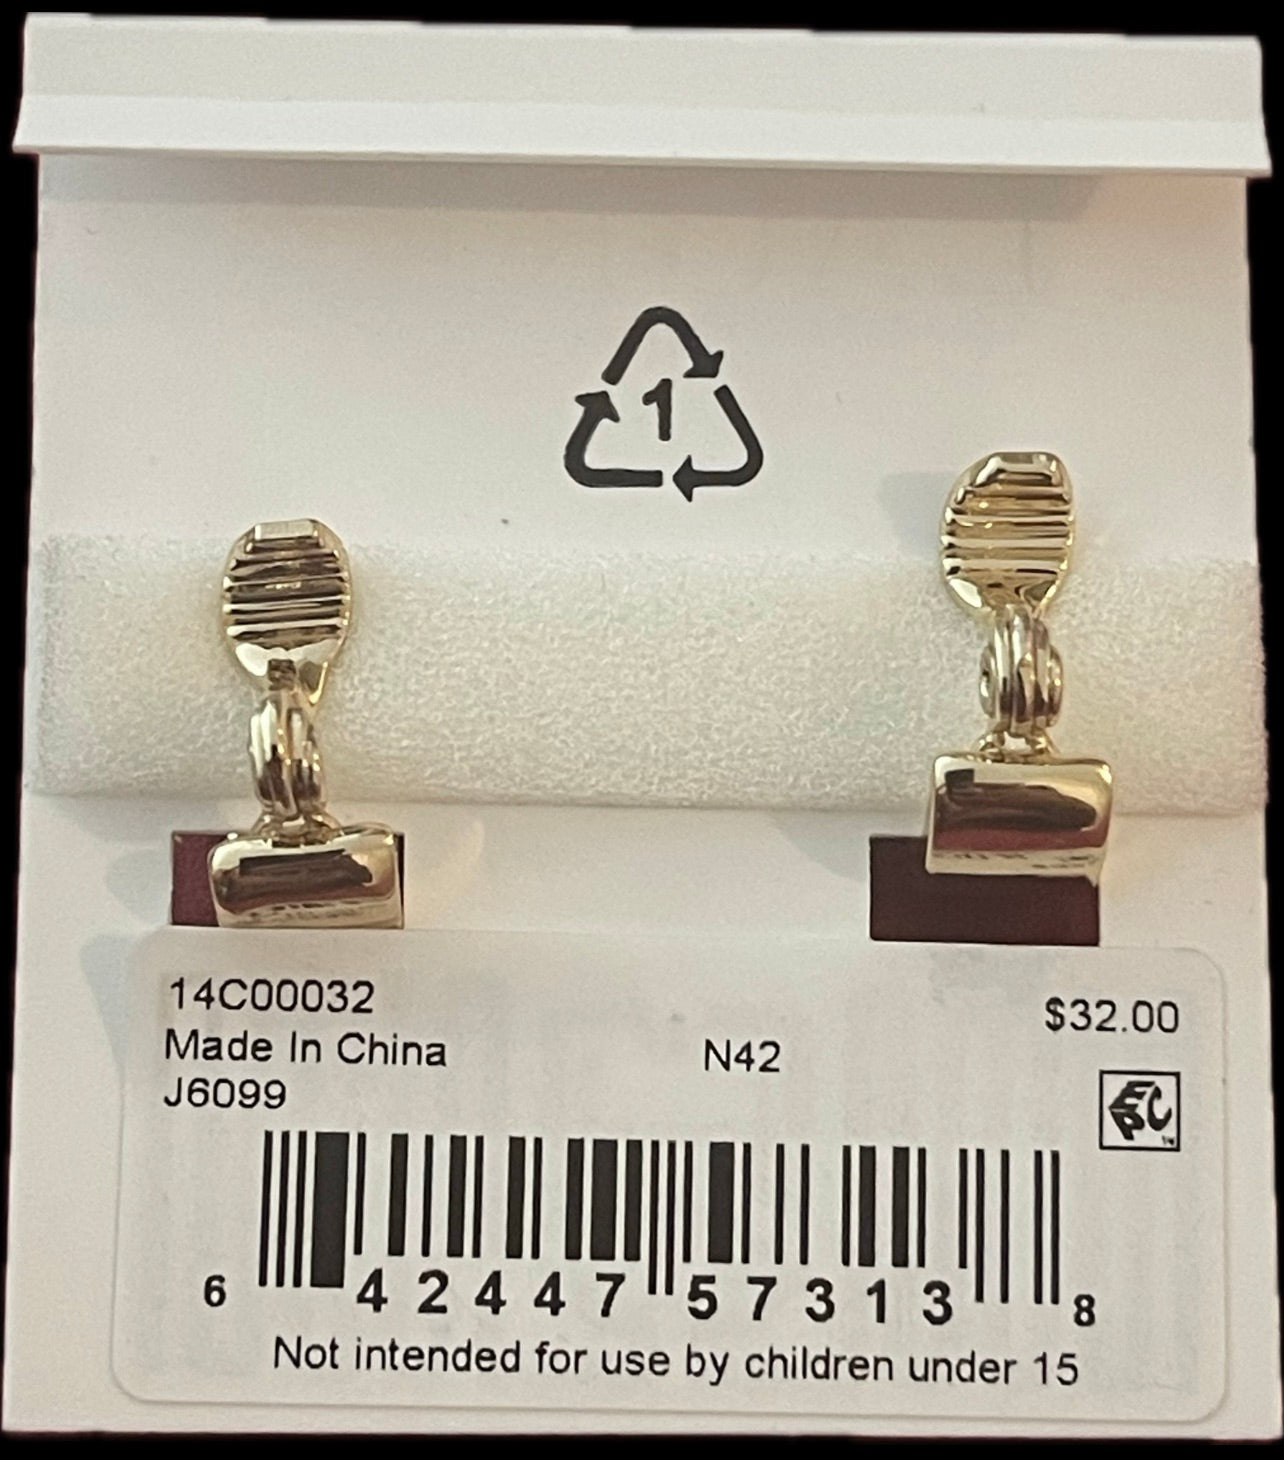 1
14C00032
$32.00
Made In China
N42
J6099
6 42447 57313 8
Not intended for use by children under 15